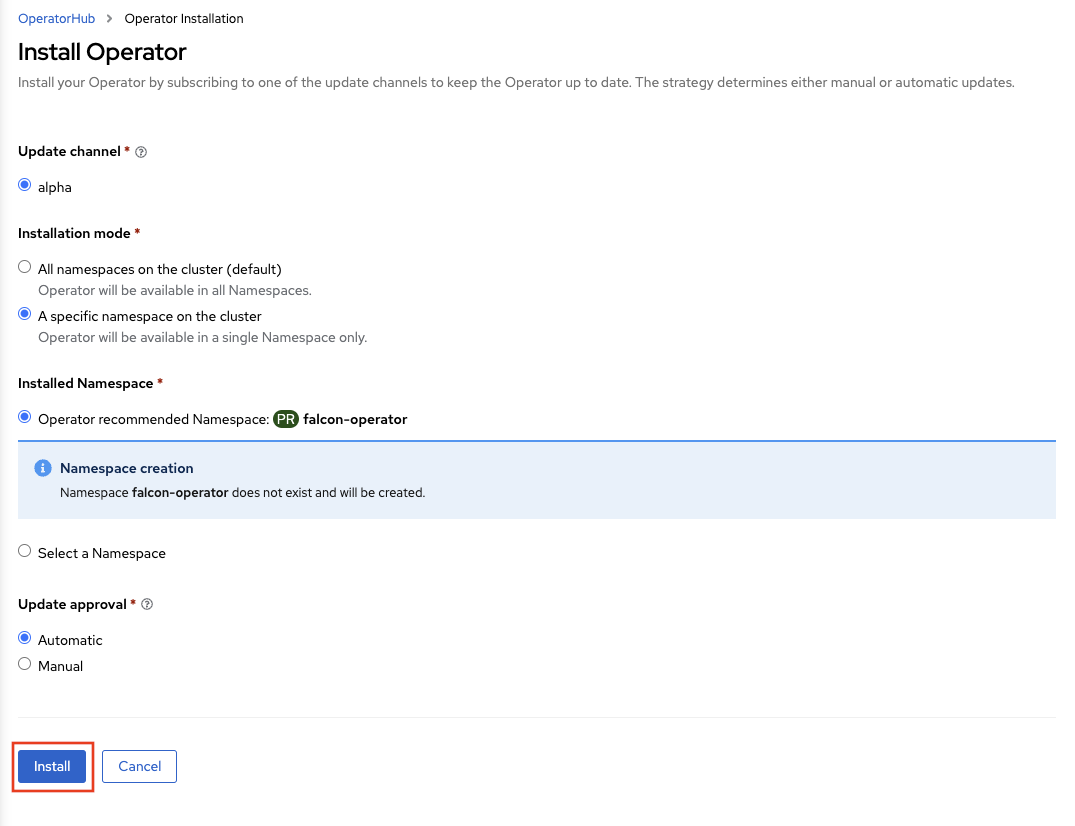 OperatorHub > Operator Installation
Install Operator
Install your Operator by subscribing to one of the update channels to keep the Operator up to date. The strategy determines either manual or automatic updates.
Update channel *
alpha
Installation mode *
All namespaces on the cluster (default)
Operator will be available in all Namespaces.
A specific namespace on the cluster
Operator will be available in a single Namespace only.
Installed Namespace *
Operator recommended Namespace: PR falcon-operator
Namespace creation
Namespace falcon-operator does not exist and will be created.
Select a Namespace
Update approval *
Automatic
Manual
Install Cancel